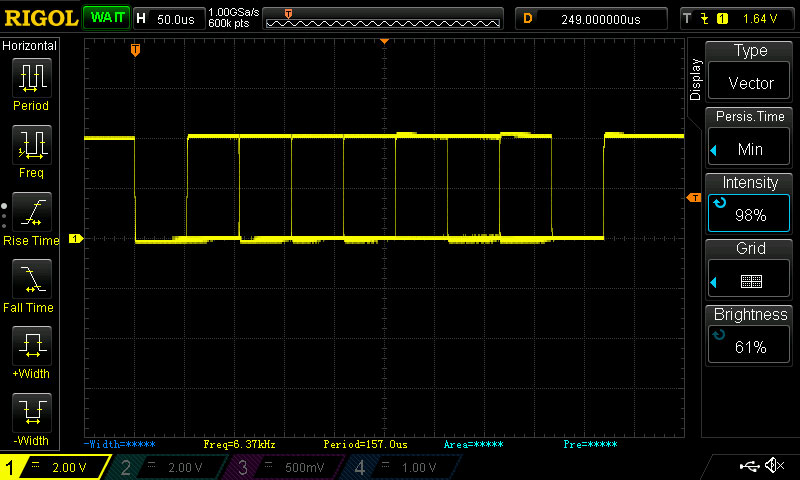 RIGOL WAIT H 50.0us 1.00GSa/s 600k pts T D 249.000000us T 1 1.64 V
Horizontal
Period
Freq
Rise Time
Fall Time
+Width
-Width
T
1
T
-Width=***** Freq=6.37kHz Period=157.0us Area=***** Pre=*****
Display
Type
Vector
Persis.Time
Min
Intensity
98%
Grid
Brightness
61%
1 2.00 V 2 2.00 V 3 500mV 4 1.00 V